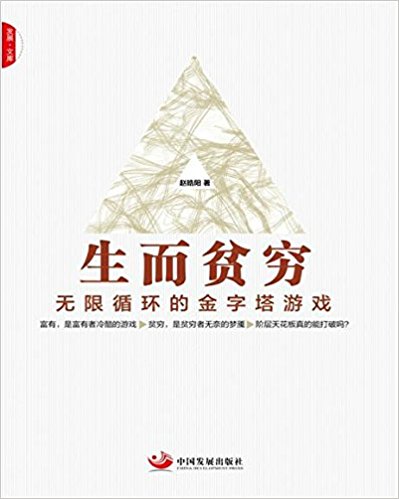 发展·文库
赵皓阳 著
生而贫穷
无限循环的金字塔游戏
富有，是富有者冷酷的游戏▶贫穷，是贫穷者无奈的梦魇▶阶层天花板真的能打破吗？
中国发展出版社
CHINA DEVELOPMENT PRESS